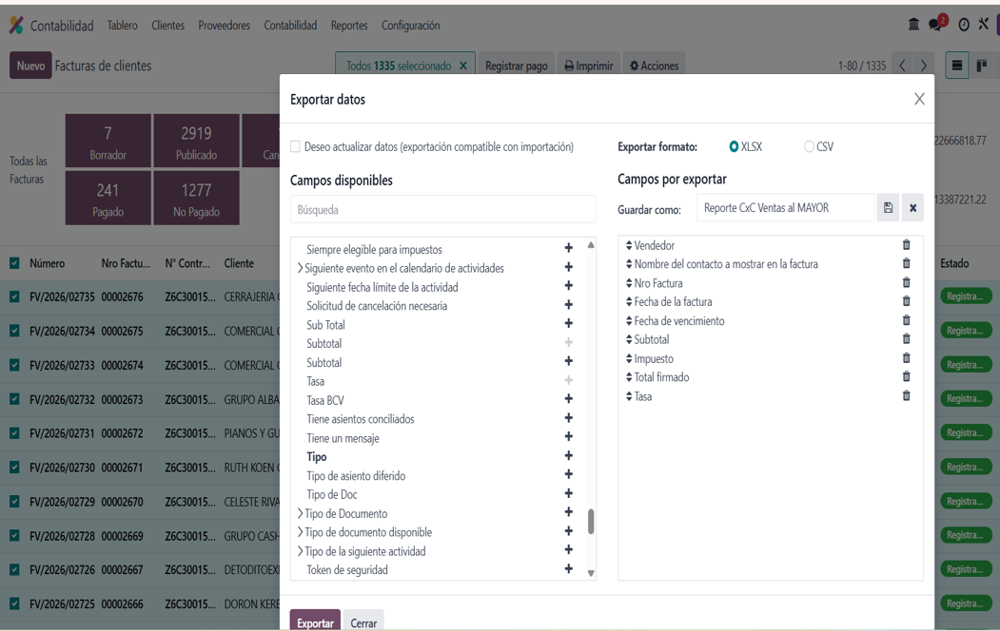 Contabilidad Tablero Clientes Proveedores Contabilidad Reportes Configuración 2
Nuevo Facturas de clientes Todos 1335 seleccionado X Registrar pago Imprimir Acciones 1-80 / 1335
Exportar datos
Deseo actualizar datos (exportación compatible con importación) Exportar formato: XLSX CSV
Todas las Facturas
7 Borrador
2919 Publicado
241 Pagado
1277 No Pagado
22666818.77
13387221.22
Campos disponibles
Búsqueda
Siempre elegible para impuestos
Siguiente evento en el calendario de actividades
Siguiente fecha límite de la actividad
Solicitud de cancelación necesaria
Sub Total
Subtotal
Subtotal
Tasa
Tasa BCV
Tiene asientos conciliados
Tiene un mensaje
Tipo
Tipo de asiento diferido
Tipo de Doc
Tipo de Documento
Tipo de documento disponible
Tipo de la siguiente actividad
Token de seguridad
Campos por exportar
Guardar como: Reporte CxC Ventas al MAYOR
Vendedor
Nombre del contacto a mostrar en la factura
Nro Factura
Fecha de la factura
Fecha de vencimiento
Subtotal
Impuesto
Total firmado
Tasa
Exportar Cerrar
Número Nro Factu... N° Contr... Cliente Estado
FV/2026/02735 00002676 Z6C30015... CERRAJERIA Registra...
FV/2026/02734 00002675 Z6C30015... COMERCIAL Registra...
FV/2026/02733 00002674 Z6C30015... COMERCIAL Registra...
FV/2026/02732 00002673 Z6C30015... GRUPO ALBA Registra...
FV/2026/02731 00002672 Z6C30015... PIANOS Y GU Registra...
FV/2026/02730 00002671 Z6C30015... RUTH KOEN Registra...
FV/2026/02729 00002670 Z6C30015... CELESTE RIVA Registra...
FV/2026/02728 00002669 Z6C30015... GRUPO CASH Registra...
FV/2026/02726 00002667 Z6C30015... DETODITOEX Registra...
FV/2026/02725 00002666 Z6C30015... DORON KERE Registra...